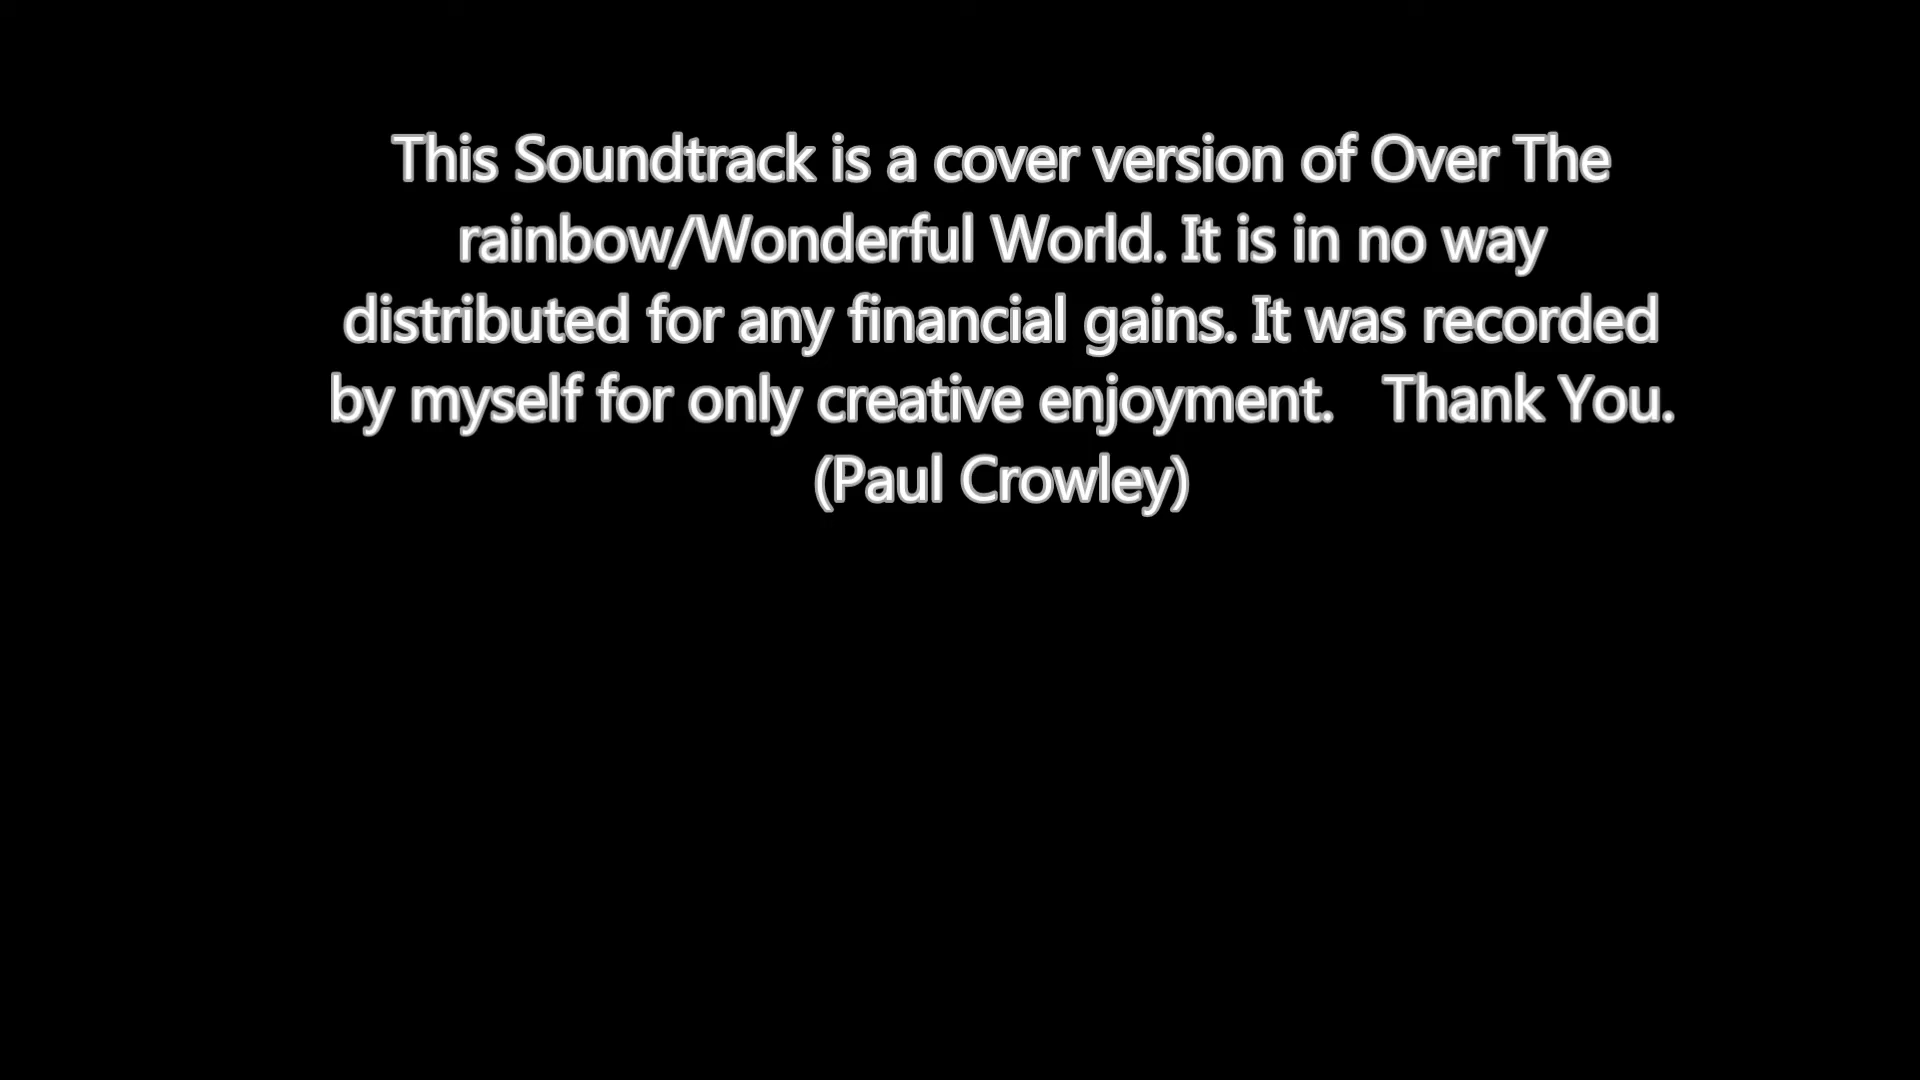 This Soundtrack is a cover version of Over The
rainbow/Wonderful World. It is in no way
distributed for any financial gains. It was recorded
by myself for only creative enjoyment.   Thank You.
(Paul Crowley)